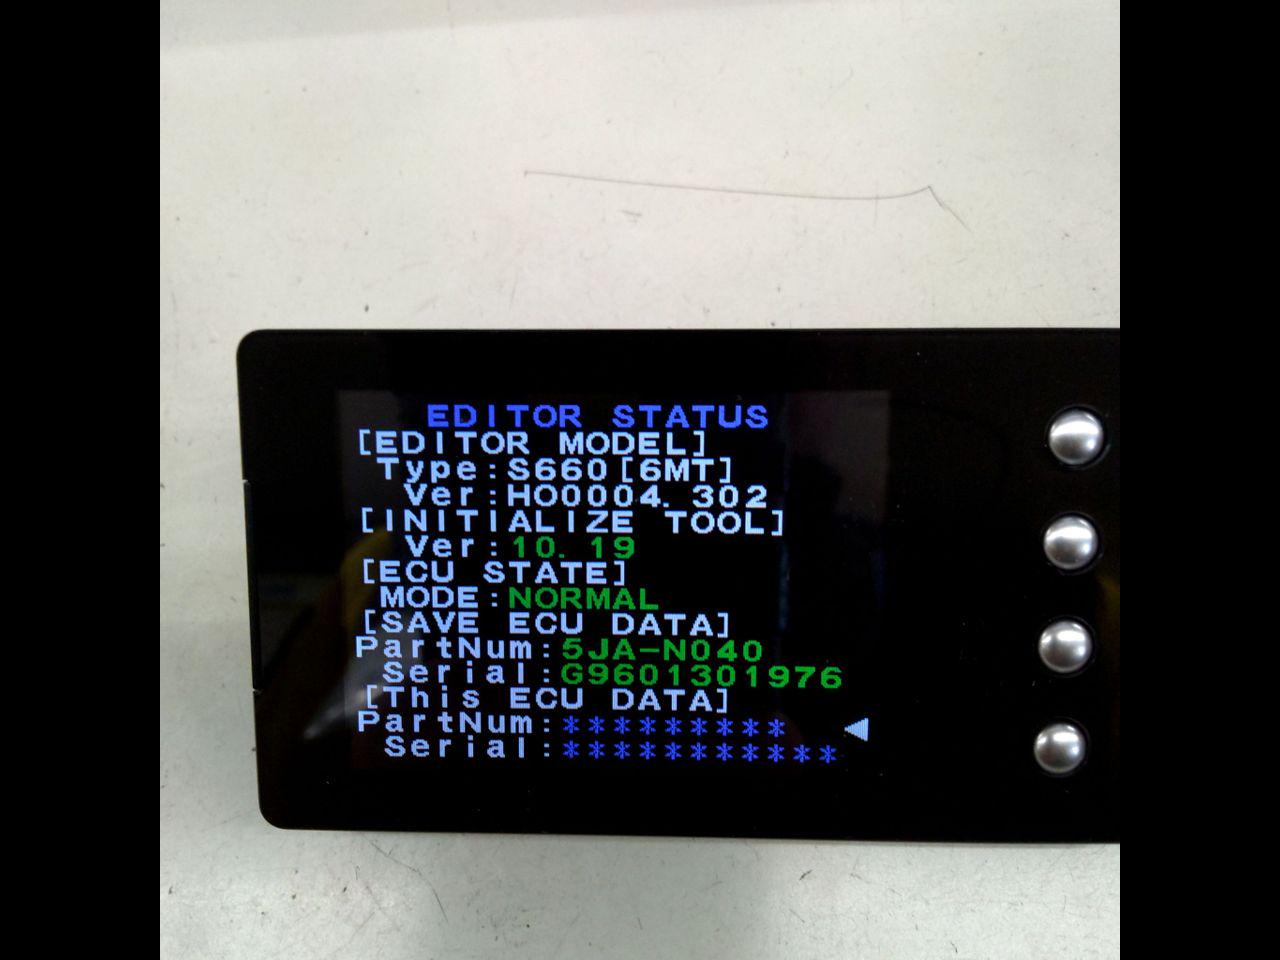 EDITOR STATUS
[EDITOR MODEL]
Type:S660[6MT]
Ver:HO0004.302
[INITIALIZE TOOL]
Ver:10.19
[ECU STATE]
MODE:NORMAL
[SAVE ECU DATA]
PartNum:5JA-N040
Serial:G9601301976
[This ECU DATA]
PartNum:*********
Serial:***********